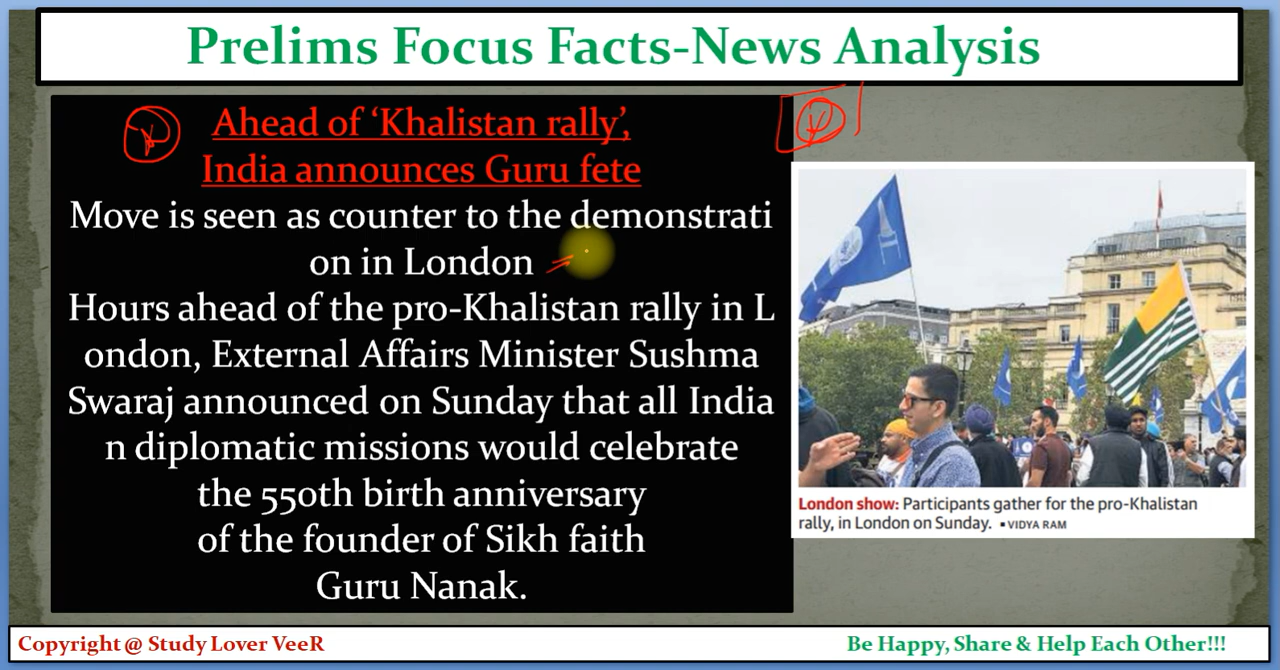 Prelims Focus Facts-News Analysis
Ahead of ‘Khalistan rally’,
India announces Guru fete
Move is seen as counter to the demonstrati
on in London
Hours ahead of the pro-Khalistan rally in L
ondon, External Affairs Minister Sushma
Swaraj announced on Sunday that all India
n diplomatic missions would celebrate
the 550th birth anniversary
of the founder of Sikh faith
Guru Nanak.
London show: Participants gather for the pro-Khalistan
rally, in London on Sunday. ▪VIDYA RAM
Copyright @ Study Lover VeeR
Be Happy, Share & Help Each Other!!!